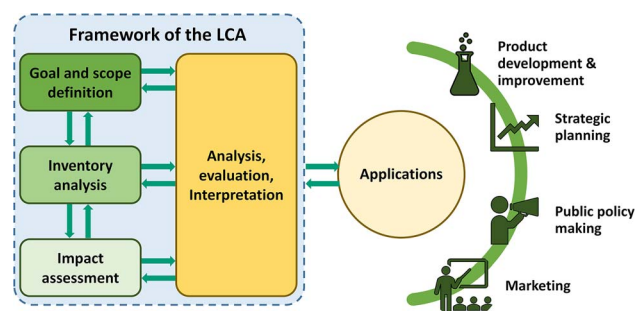 Framework of the LCA
Goal and scope
definition
Inventory
analysis
Impact
assessment
Analysis,
evaluation,
Interpretation
Applications
Product
development &
improvement
Strategic
planning
Public policy
making
Marketing